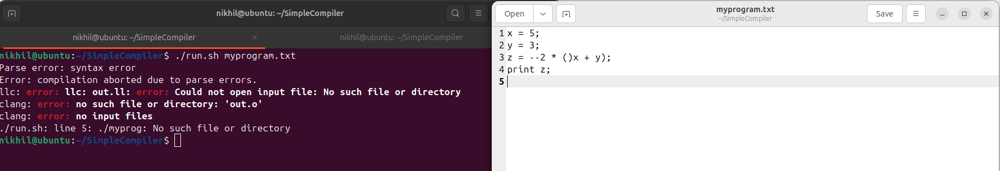 nikhil@ubuntu: ~/SimpleCompiler
nikhil@ubuntu: ~/SimpleCompiler × nikhil@ubuntu: ~/SimpleCompiler
nikhil@ubuntu:~/SimpleCompiler$ ./run.sh myprogram.txt
Parse error: syntax error
Error: compilation aborted due to parse errors.
llc: error: llc: out.ll: error: Could not open input file: No such file or directory
clang: error: no such file or directory: 'out.o'
clang: error: no input files
./run.sh: line 5: ./myprog: No such file or directory
nikhil@ubuntu:~/SimpleCompiler$
Open myprogram.txt Save
~/SimpleCompiler
1 x = 5;
2 y = 3;
3 z = --2 * ()x + y);
4 print z;
5